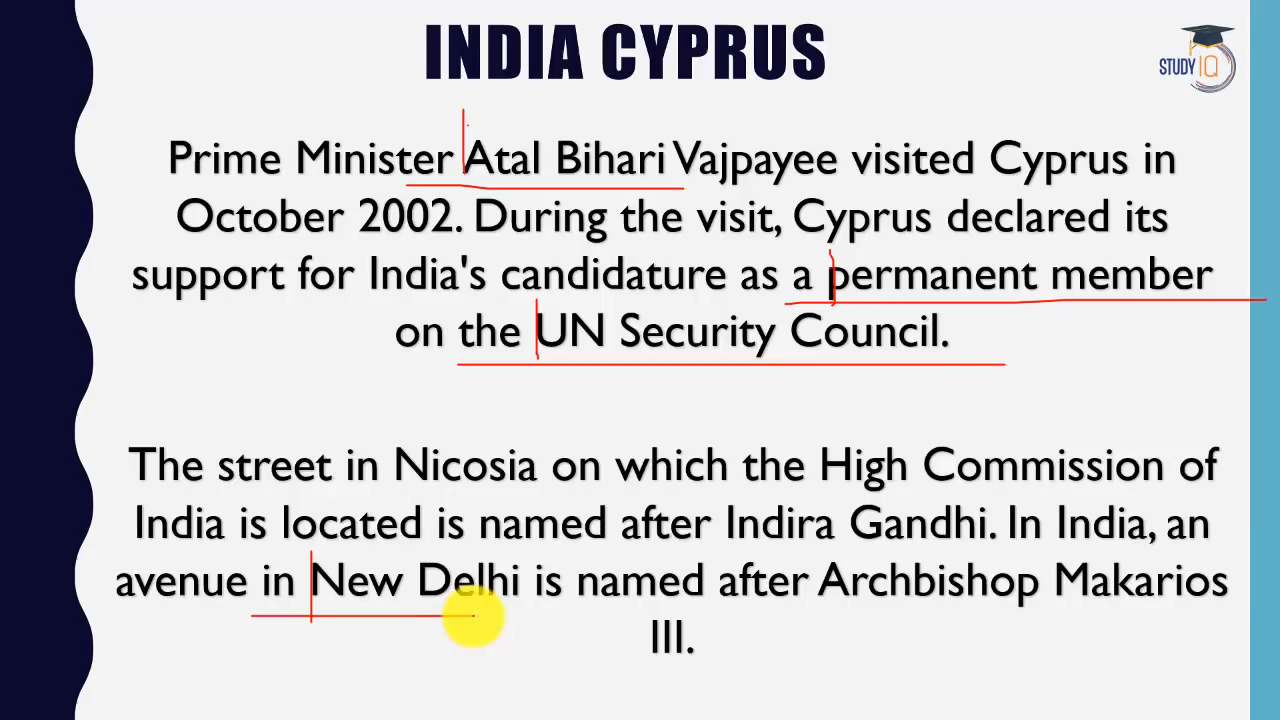 INDIA CYPRUS
STUDY IQ
Prime Minister Atal Bihari Vajpayee visited Cyprus in
October 2002. During the visit, Cyprus declared its
support for India's candidature as a permanent member
on the UN Security Council.
The street in Nicosia on which the High Commission of
India is located is named after Indira Gandhi. In India, an
avenue in New Delhi is named after Archbishop Makarios
III.